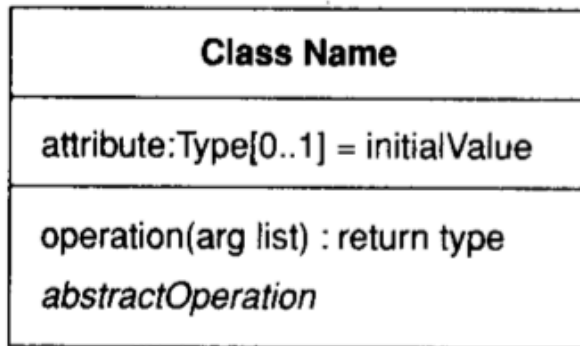 Class Name
attribute:Type[0..1] = initialValue
operation(arg list) : return type
abstractOperation